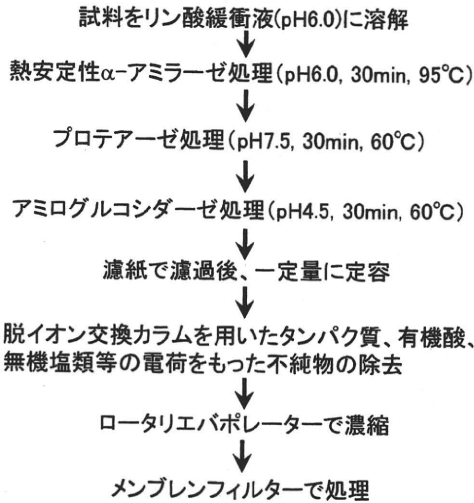 試料をリン酸緩衝液(pH6.0)に溶解
熱安定性α-アミラーゼ処理(pH6.0, 30min, 95℃)
プロテアーゼ処理(pH7.5, 30min, 60℃)
アミログルコシダーゼ処理(pH4.5, 30min, 60℃)
濾紙で濾過後、一定量に定容
脱イオン交換カラムを用いたタンパク質、有機酸、
無機塩類等の電荷をもった不純物の除去
ロータリエバポレーターで濃縮
メンブレンフィルターで処理